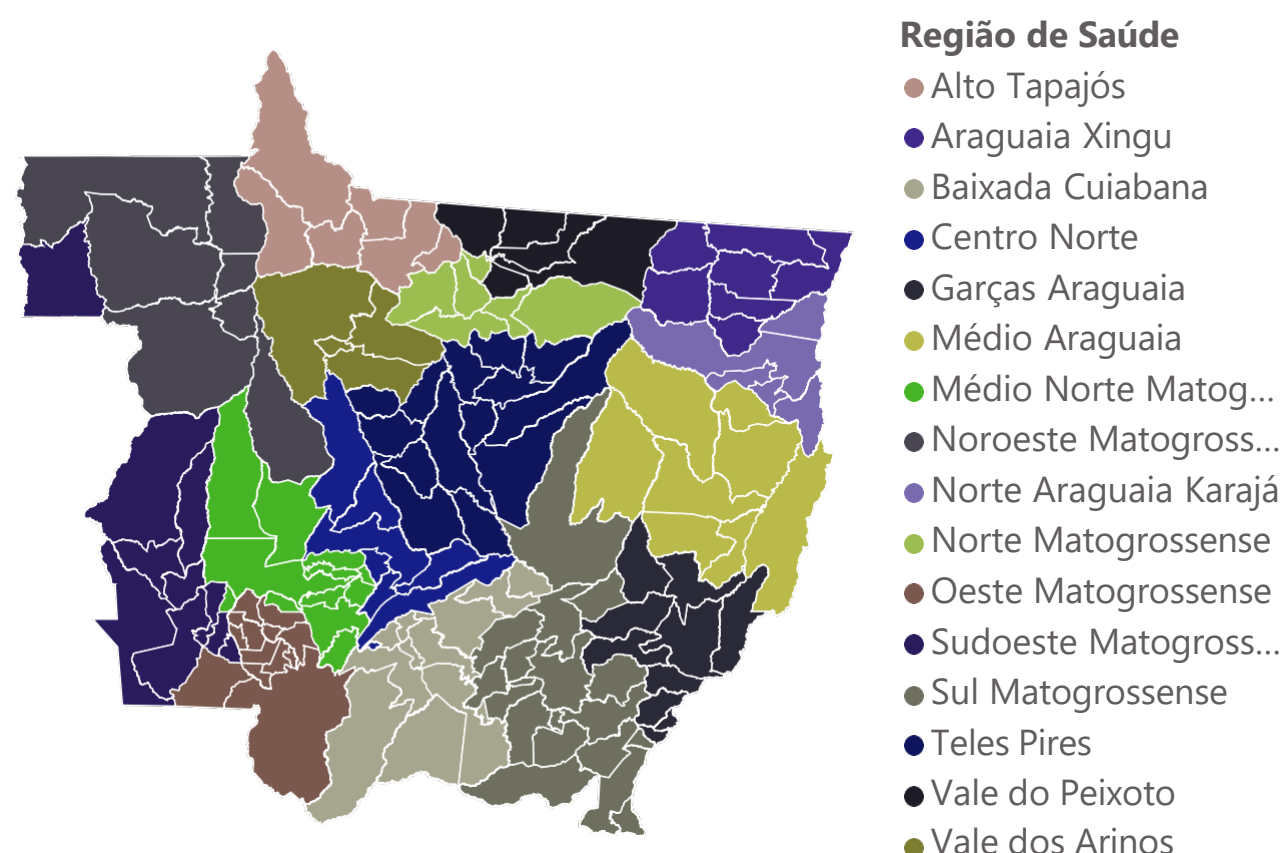 Região de Saúde
Alto Tapajós
Araguaia Xingu
Baixada Cuiabana
Centro Norte
Garças Araguaia
Médio Araguaia
Médio Norte Matog...
Noroeste Matogross...
Norte Araguaia Karajá
Norte Matogrossense
Oeste Matogrossense
Sudoeste Matogross...
Sul Matogrossense
Teles Pires
Vale do Peixoto
Vale dos Arinos